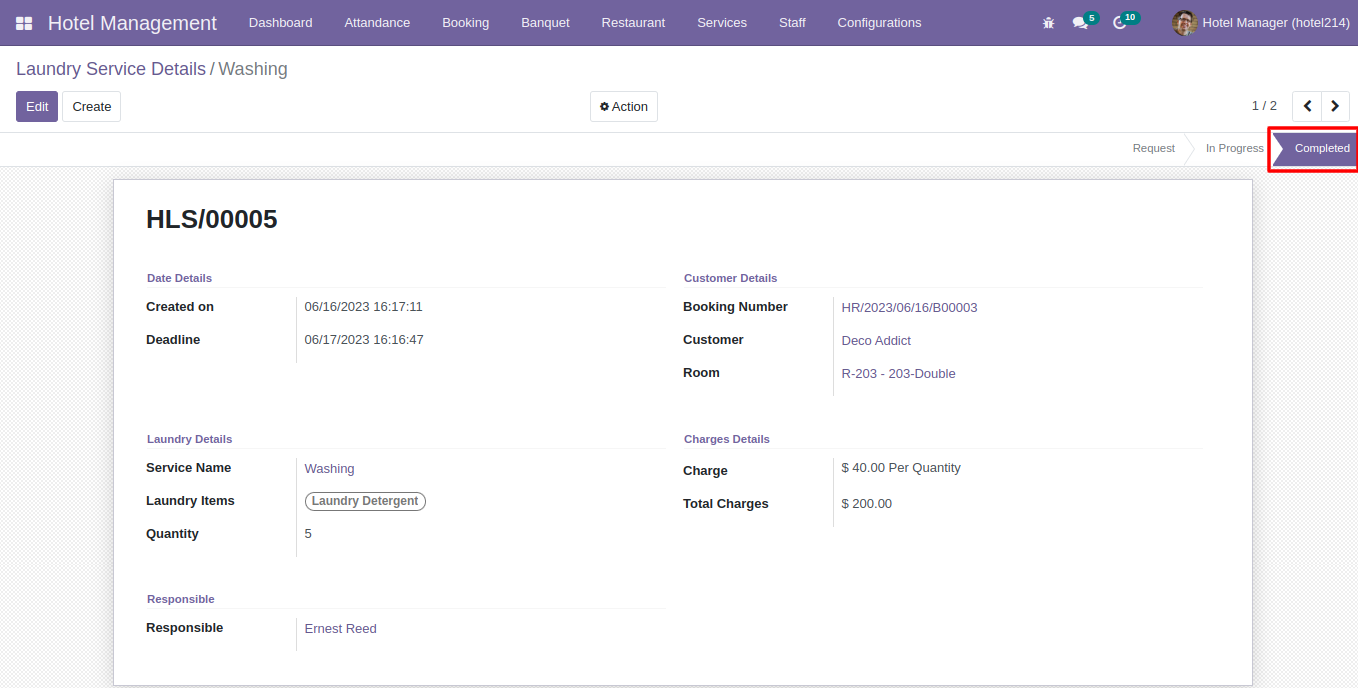 Hotel Management Dashboard Attandance Booking Banquet Restaurant Services Staff Configurations 5 10 Hotel Manager (hotel214)
Laundry Service Details / Washing
Edit Create Action 1 / 2
Request In Progress Completed
HLS/00005
Date Details
Created on 06/16/2023 16:17:11
Deadline 06/17/2023 16:16:47
Customer Details
Booking Number HR/2023/06/16/B00003
Customer Deco Addict
Room R-203 - 203-Double
Laundry Details
Service Name Washing
Laundry Items Laundry Detergent
Quantity 5
Charges Details
Charge $ 40.00 Per Quantity
Total Charges $ 200.00
Responsible
Responsible Ernest Reed